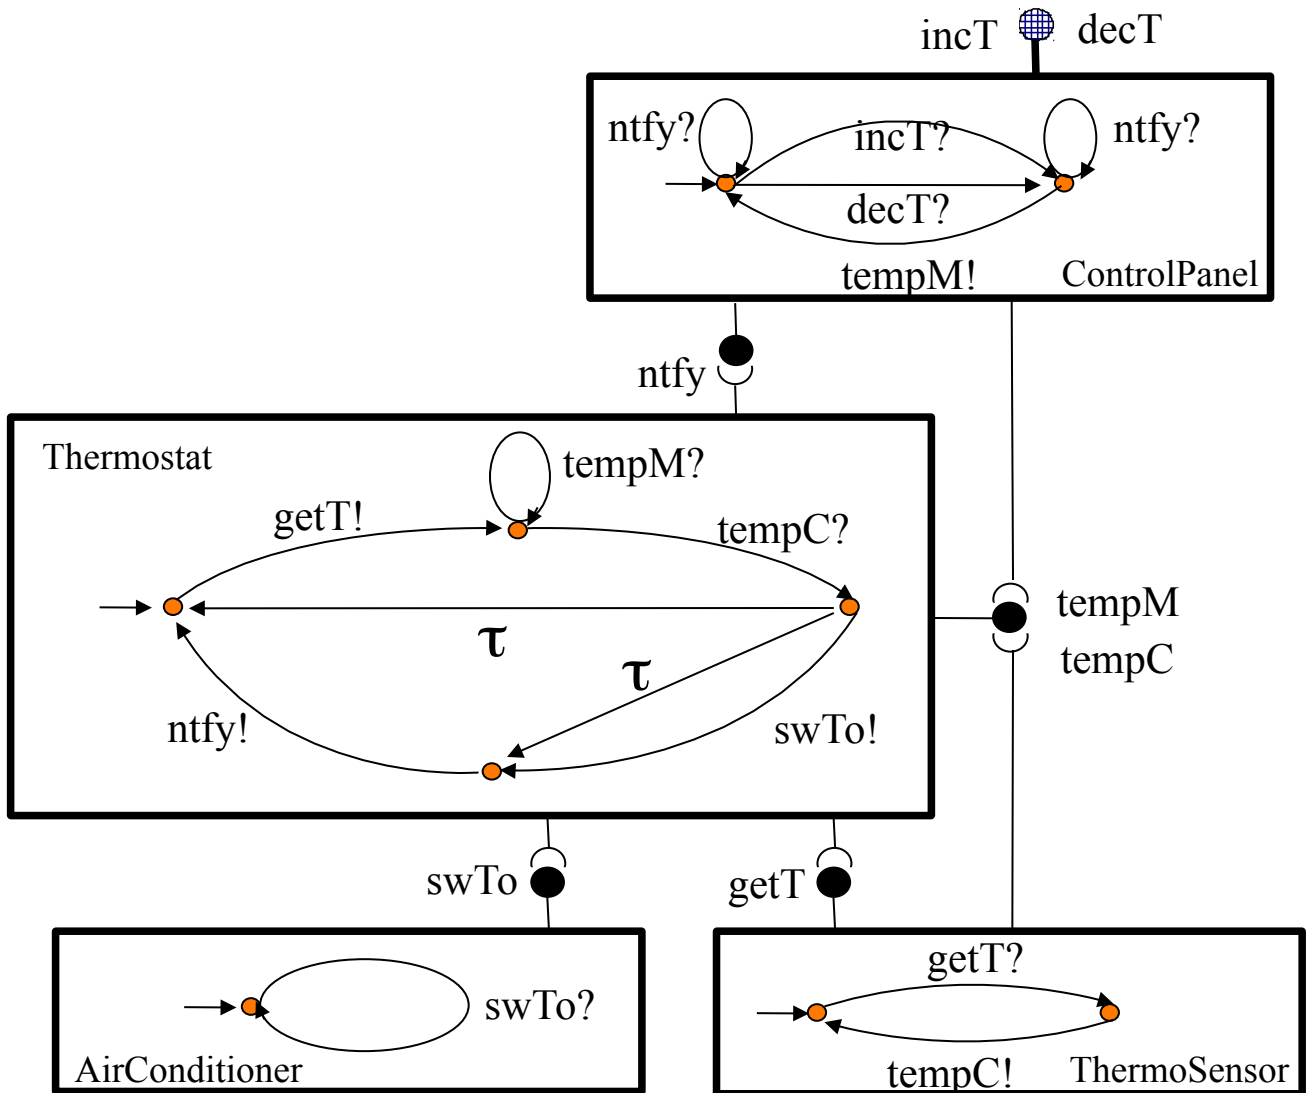 incT decT
ntfy? incT? ntfy?
decT?
tempM! ControlPanel
ntfy
Thermostat tempM?
getT! tempC?
tempM
τ
tempC
τ
ntfy! swTo!
swTo getT
getT?
swTo?
AirConditioner tempC! ThermoSensor